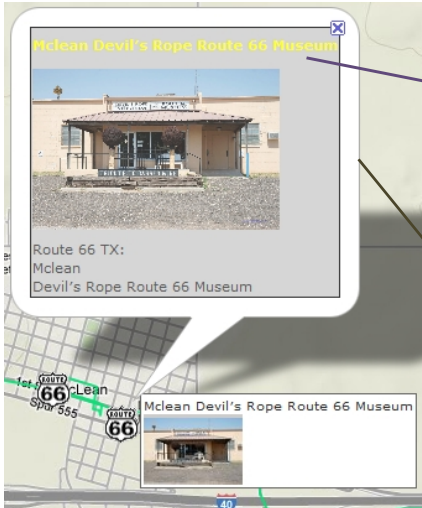 Mclean Devil's Rope Route 66 Museum
Route 66 TX:
Mclean
Devil's Rope Route 66 Museum
1st
cLean
Spur 555
ROUTE
66
ROUTE
66
Mclean Devil's Rope Route 66 Museum
40